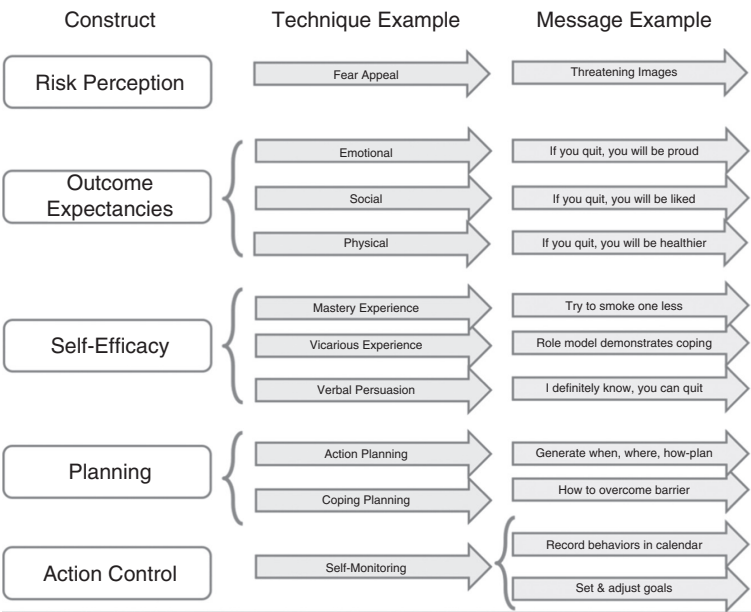 Construct Technique Example Message Example
Risk Perception Fear Appeal Threatening Images
Outcome
Expectancies
Emotional If you quit, you will be proud
Social If you quit, you will be liked
Physical If you quit, you will be healthier
Self-Efficacy
Mastery Experience Try to smoke one less
Vicarious Experience Role model demonstrates coping
Verbal Persuasion I definitely know, you can quit
Planning
Action Planning Generate when, where, how-plan
Coping Planning How to overcome barrier
Action Control Self-Monitoring
Record behaviors in calendar
Set & adjust goals